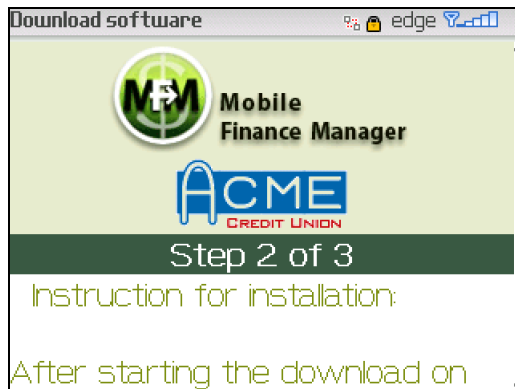 Download software edge
MFM
Mobile
Finance Manager
ACME
CREDIT UNION
Step 2 of 3
Instruction for installation:
After starting the download on